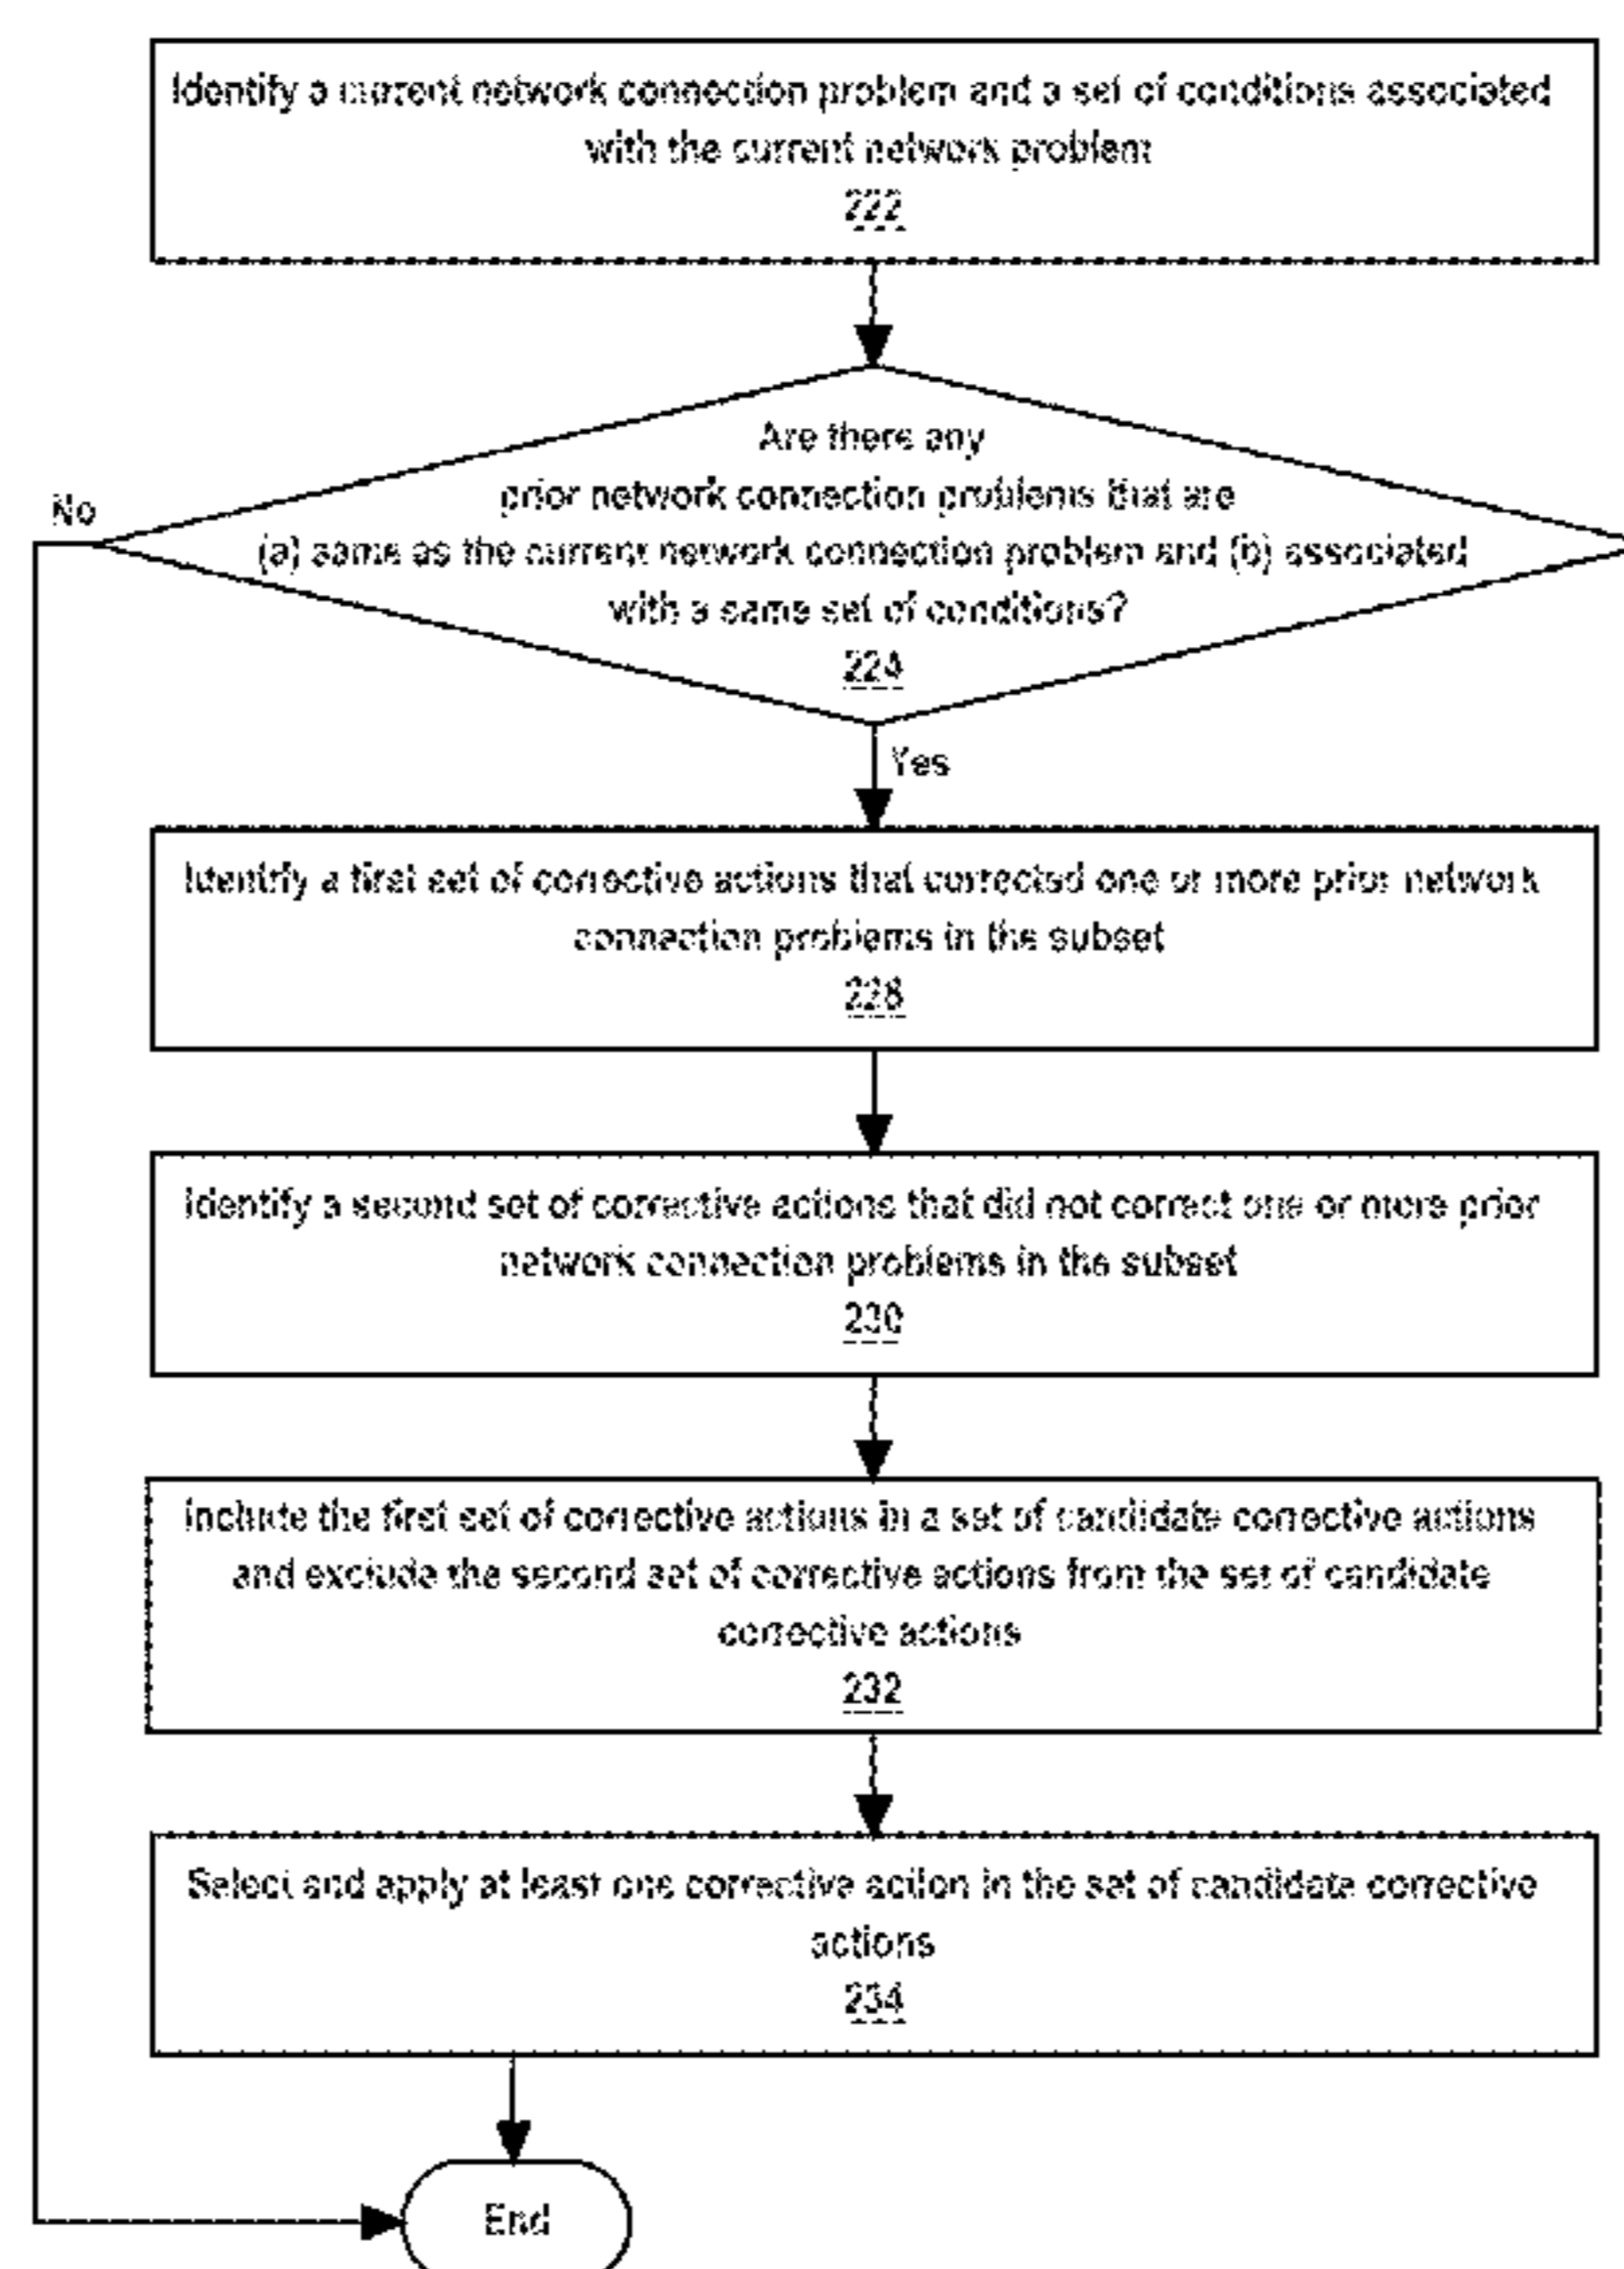 Identify a current network connection problem and a set of conditions associated
with the current network problem
222
Are there any
prior network connection problems that are
No
(a) same as the current network connection problem and (b) associated
with a same set of conditions?
224
Yes
Identify a first set of corrective actions that corrected one or more prior network
connection problems in the subset
228
Identify a second set of corrective actions that did not correct one or more prior
network connection problems in the subset
230
Include the first set of corrective actions in a set of candidate corrective actions
and exclude the second set of corrective actions from the set of candidate
corrective actions
232
Select and apply at least one corrective action in the set of candidate corrective
actions
234
End